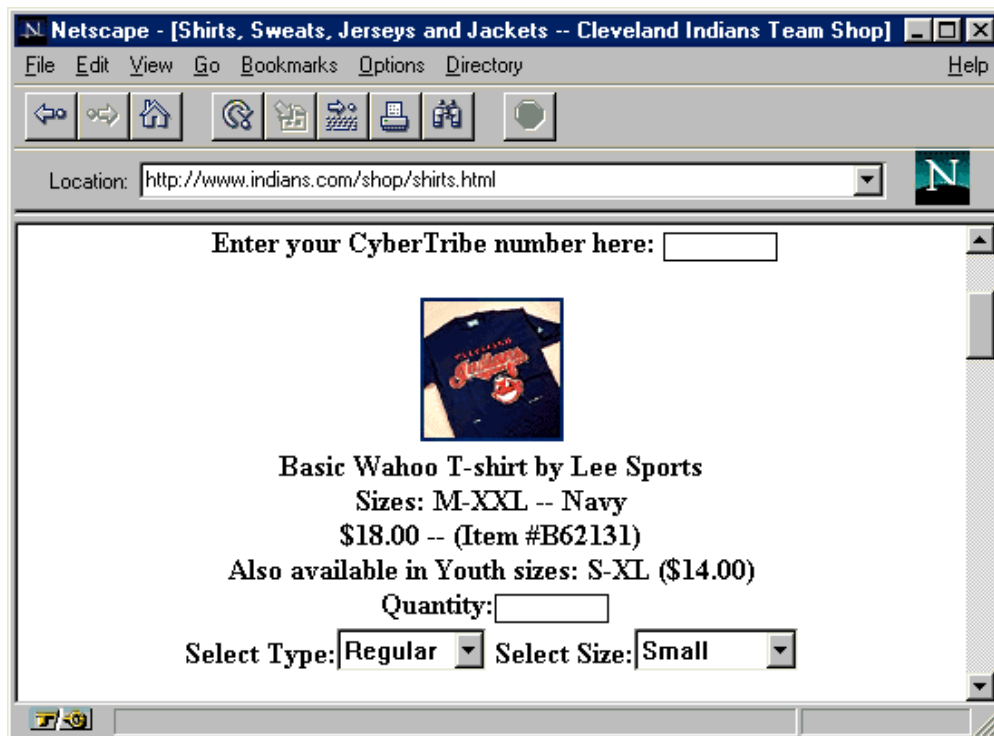 Netscape - [Shirts, Sweats, Jerseys and Jackets -- Cleveland Indians Team Shop]
File Edit View Go Bookmarks Options Directory Help
Location: http://www.indians.com/shop/shirts.html
N
Enter your CyberTribe number here:
CLEVELAND
Indians
Basic Wahoo T-shirt by Lee Sports
Sizes: M-XXL -- Navy
$18.00 -- (Item #B62131)
Also available in Youth sizes: S-XL ($14.00)
Quantity:
Select Type: Regular Select Size: Small